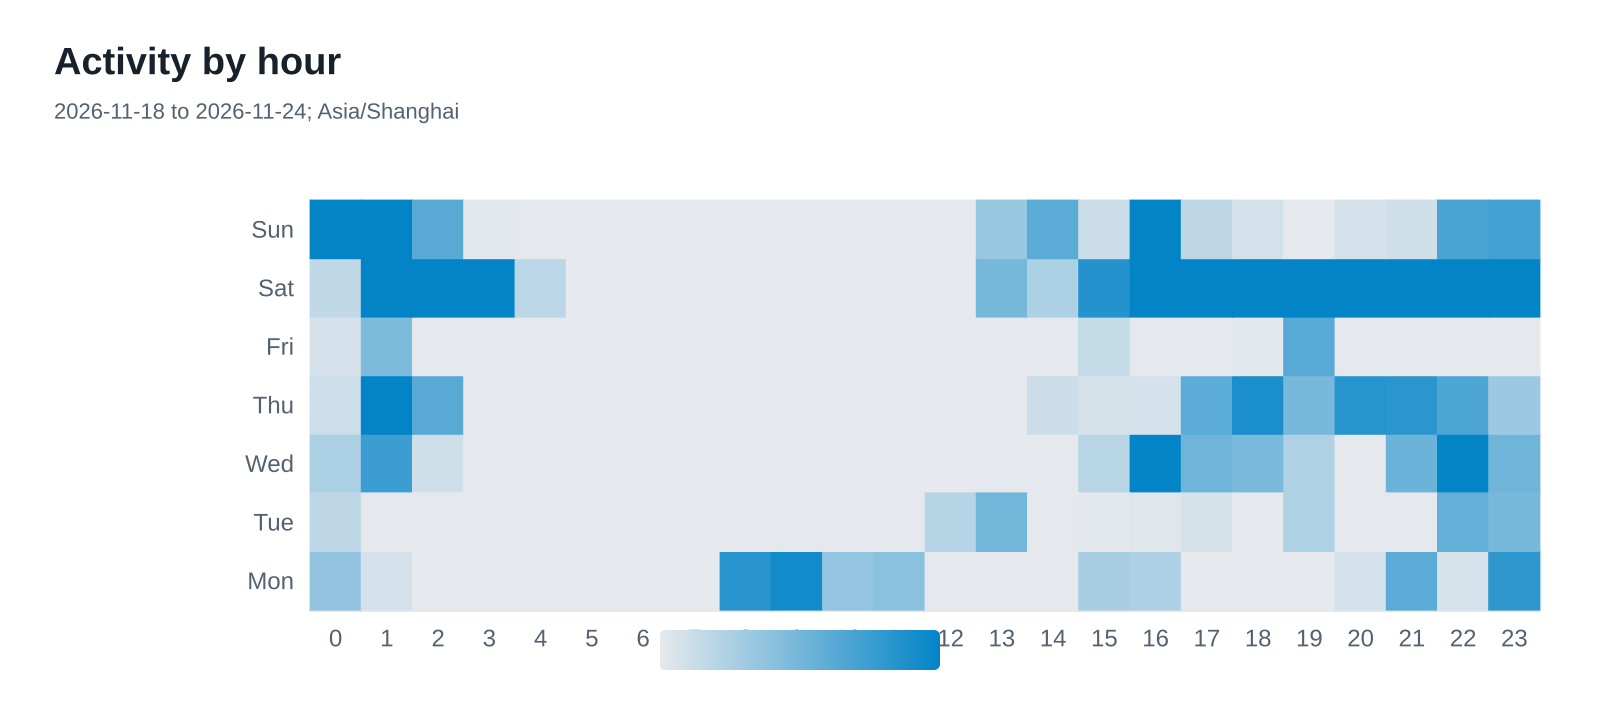 Activity by hour
2026-11-18 to 2026-11-24; Asia/Shanghai
Sun
Sat
Fri
Thu
Wed
Tue
Mon
0 1 2 3 4 5 6 12 13 14 15 16 17 18 19 20 21 22 23